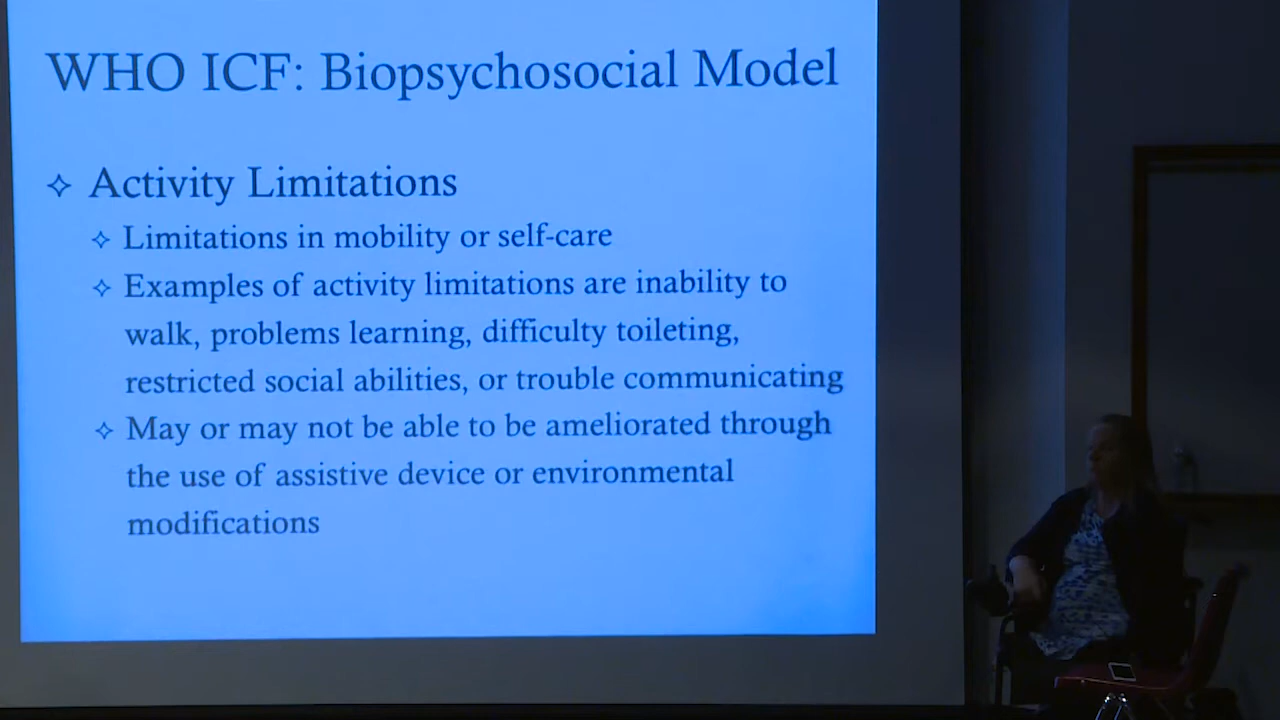 WHO ICF: Biopsychosocial Model
Activity Limitations
Limitations in mobility or self-care
Examples of activity limitations are inability to
walk, problems learning, difficulty toileting,
restricted social abilities, or trouble communicating
May or may not be able to be ameliorated through
the use of assistive device or environmental
modifications